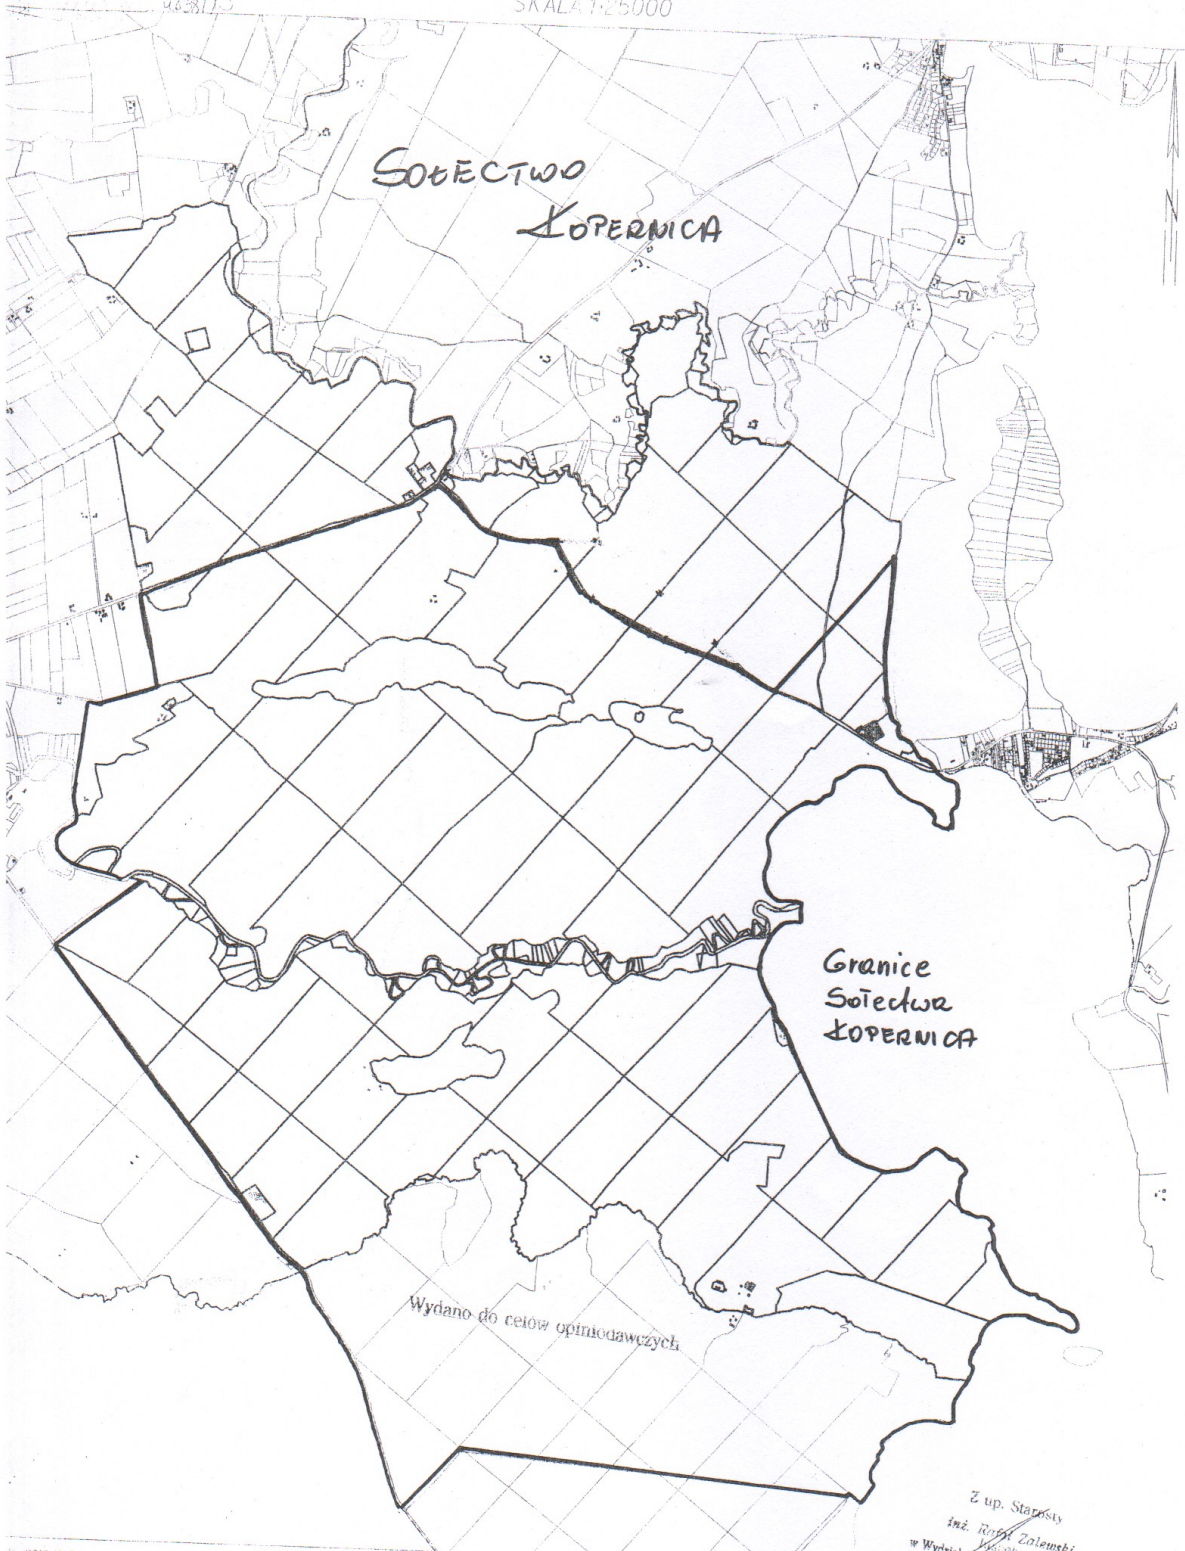 SKALA 1:25000
SOŁECTWO
ŁOPERNICA
Granice
Sołectwa
ŁOPERNICA
Wydano do celów opiniodawczych
Z up. Starosty
inż. Rafał Zalewski